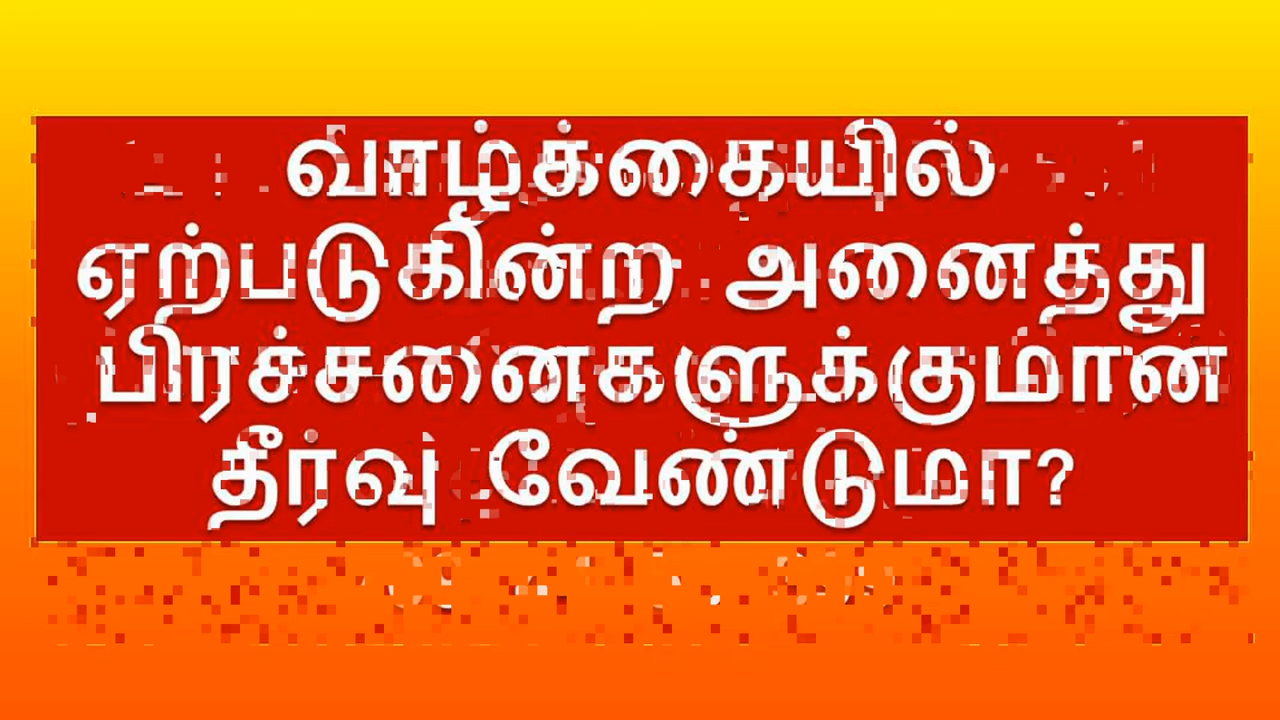 வாழ்க்கையில்
ஏற்படுகின்ற அனைத்து
பிரச்சனைகளுக்குமான
தீர்வு வேண்டுமா?